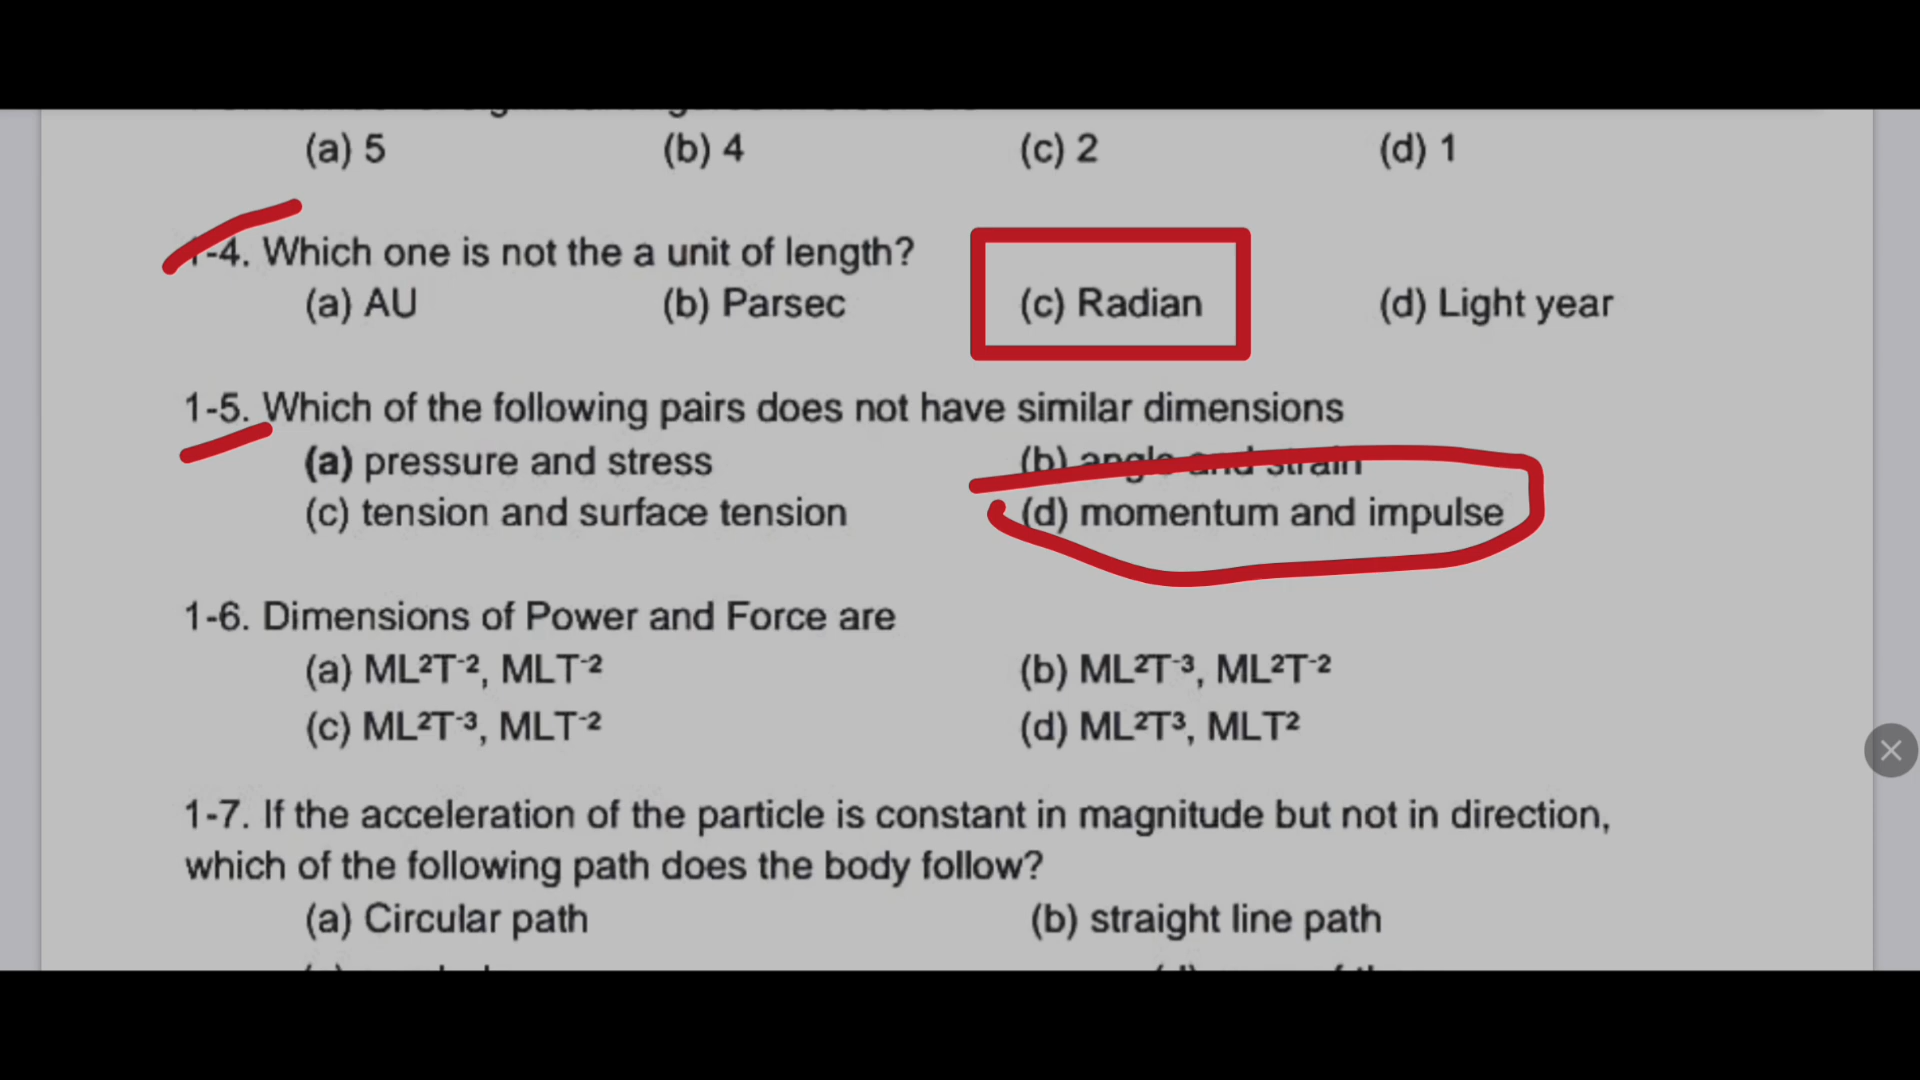 (a) 5 (b) 4 (c) 2 (d) 1
1-4. Which one is not the a unit of length?
(a) AU (b) Parsec (c) Radian (d) Light year
1-5. Which of the following pairs does not have similar dimensions
(a) pressure and stress (b) angle and strain
(c) tension and surface tension (d) momentum and impulse
1-6. Dimensions of Power and Force are
(a) ML²T⁻², MLT⁻² (b) ML²T⁻³, ML²T⁻²
(c) ML²T⁻³, MLT⁻² (d) ML²T³, MLT²
1-7. If the acceleration of the particle is constant in magnitude but not in direction,
which of the following path does the body follow?
(a) Circular path (b) straight line path